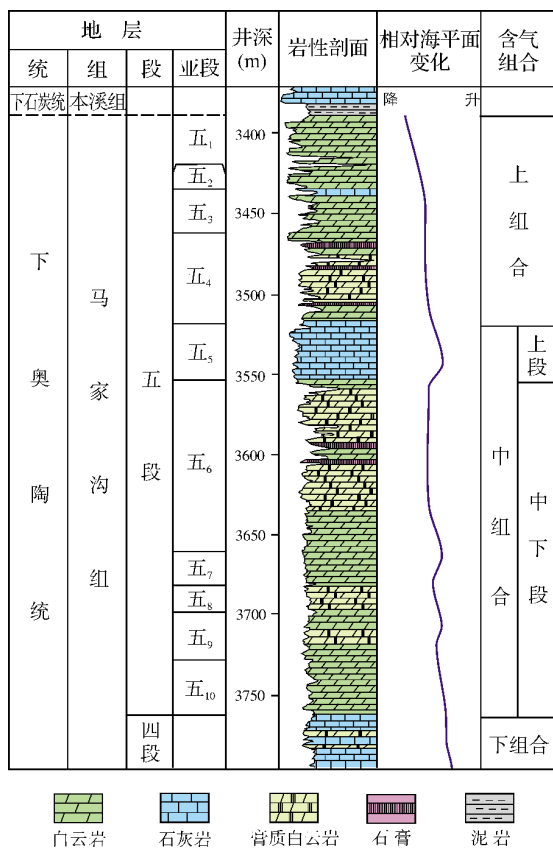 地 层
井深
(m)
岩性剖面
相对海平面
变化
含气
组合
统
组
段
亚段
下石炭统
本溪组
降 升
下奥陶统
马家沟组
五段
四段
五₁
五₂
五₃
五₄
五₅
五₆
五₇
五₈
五₉
五₁₀
3400
3450
3500
3550
3600
3650
3700
3750
上组合
上段
中组合
中下段
下组合
白云岩
石灰岩
膏质白云岩
石膏
泥岩